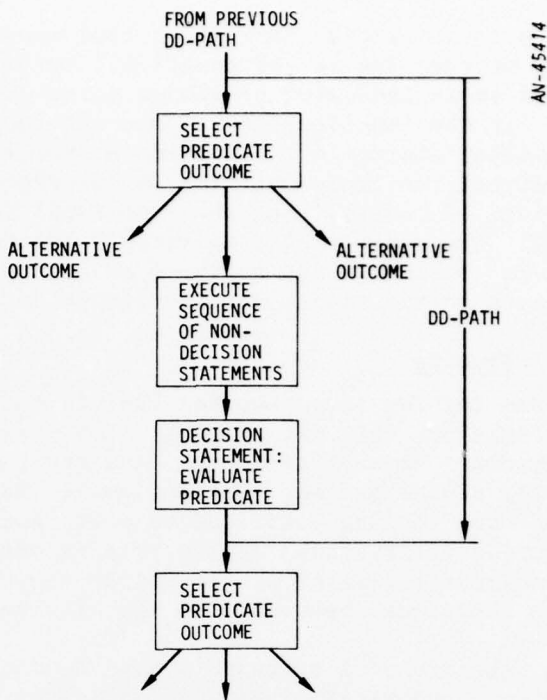 FROM PREVIOUS
DD-PATH
AN-45414
SELECT
PREDICATE
OUTCOME
ALTERNATIVE
OUTCOME
ALTERNATIVE
OUTCOME
EXECUTE
SEQUENCE
OF NON-
DECISION
STATEMENTS
DD-PATH
DECISION
STATEMENT:
EVALUATE
PREDICATE
SELECT
PREDICATE
OUTCOME